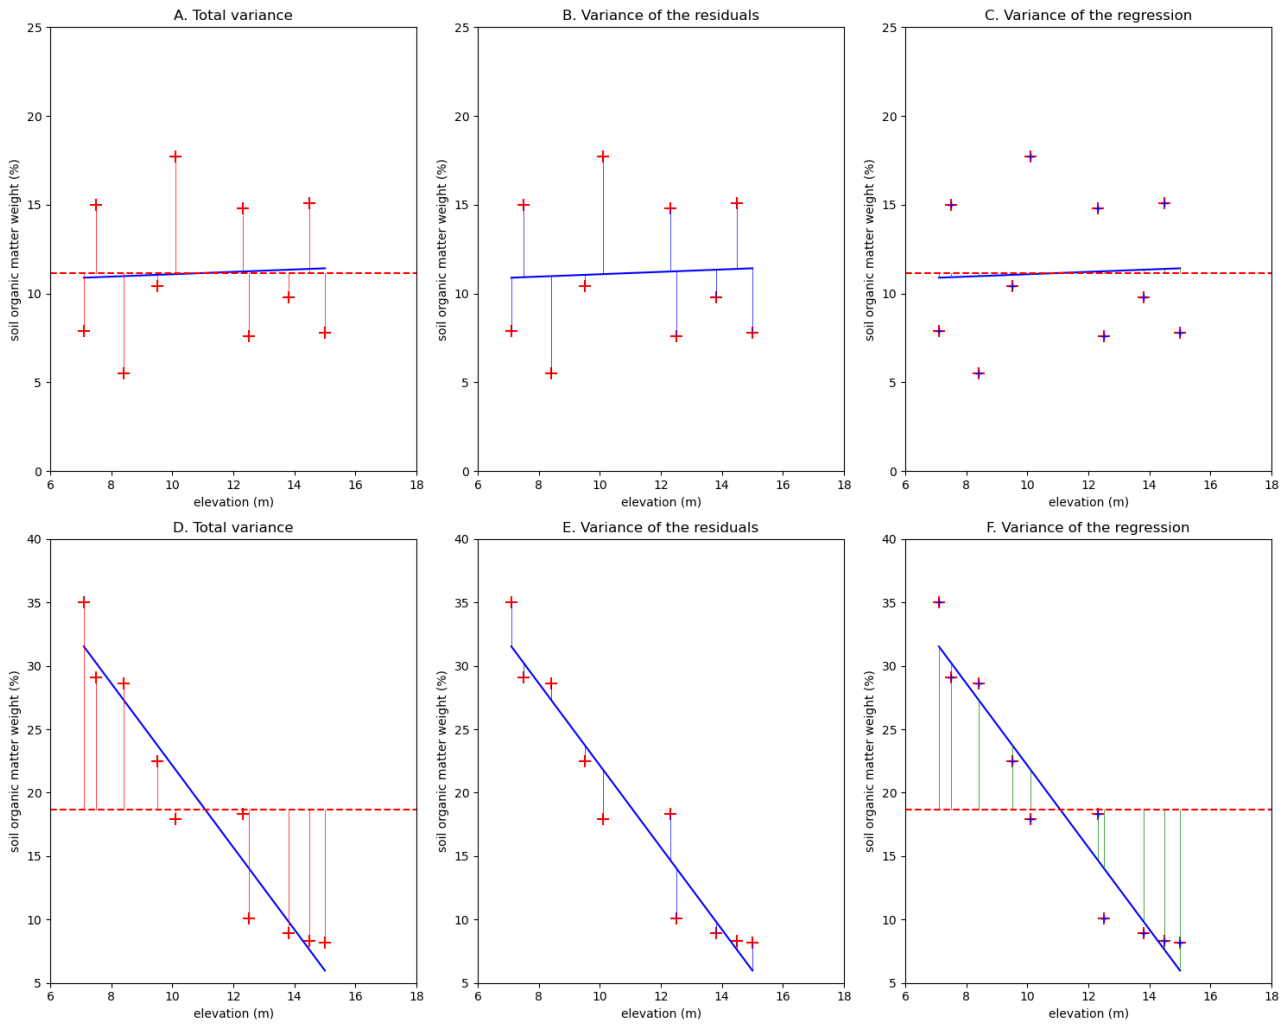 A. Total variance
B. Variance of the residuals
C. Variance of the regression
25
20
15
10
5
0
soil organic matter weight (%)
6 8 10 12 14 16 18
elevation (m)
25
20
15
10
5
0
soil organic matter weight (%)
6 8 10 12 14 16 18
elevation (m)
25
20
15
10
5
0
soil organic matter weight (%)
6 8 10 12 14 16 18
elevation (m)
D. Total variance
E. Variance of the residuals
F. Variance of the regression
40
35
30
25
20
15
10
5
soil organic matter weight (%)
6 8 10 12 14 16 18
elevation (m)
40
35
30
25
20
15
10
5
soil organic matter weight (%)
6 8 10 12 14 16 18
elevation (m)
40
35
30
25
20
15
10
5
soil organic matter weight (%)
6 8 10 12 14 16 18
elevation (m)